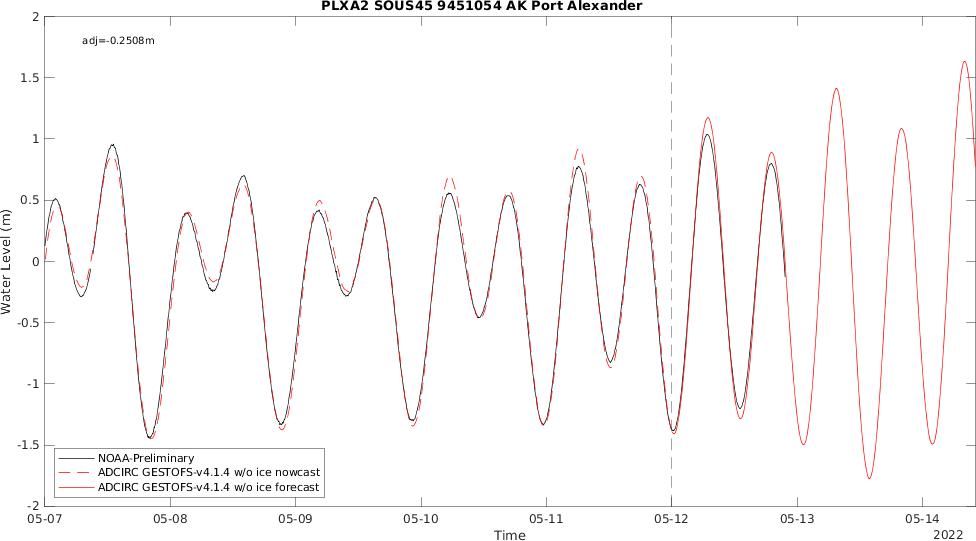 PLXA2 SOUS45 9451054 AK Port Alexander
adj=-0.2508m
2
1.5
1
0.5
0
-0.5
-1
-1.5
-2
Water Level (m)
NOAA-Preliminary
ADCIRC GESTOFS-v4.1.4 w/o ice nowcast
ADCIRC GESTOFS-v4.1.4 w/o ice forecast
05-07 05-08 05-09 05-10 05-11 05-12 05-13 05-14
Time
2022